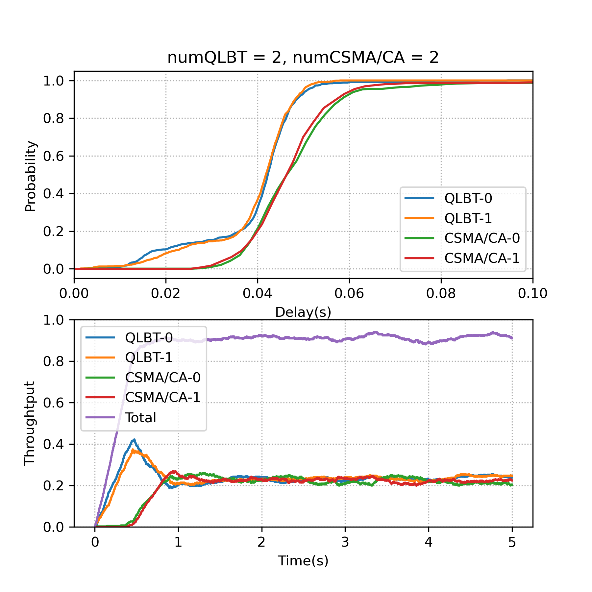 numQLBT = 2, numCSMA/CA = 2
Probability
1.0
0.8
0.6
0.4
0.2
0.0
QLBT-0
QLBT-1
CSMA/CA-0
CSMA/CA-1
0.00 0.02 0.04 0.06 0.08 0.10
Delay(s)
Throughtput
1.0
0.8
0.6
0.4
0.2
0.0
QLBT-0
QLBT-1
CSMA/CA-0
CSMA/CA-1
Total
0 1 2 3 4 5
Time(s)